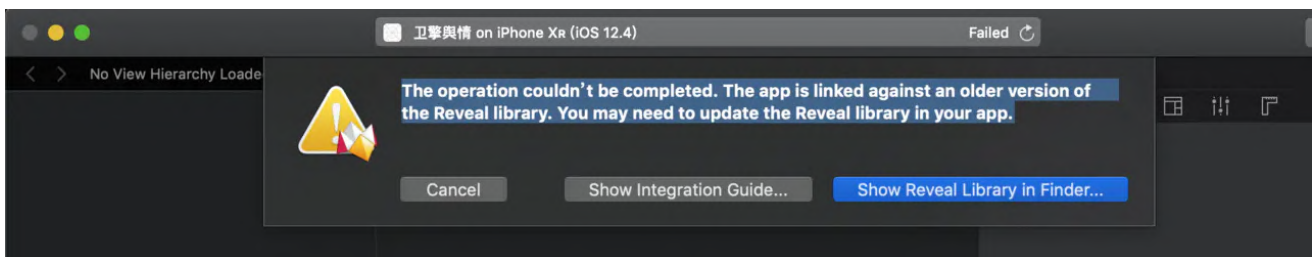 卫擎舆情 on iPhone XR (iOS 12.4)
Failed
No View Hierarchy Loade
The operation couldn't be completed. The app is linked against an older version of
the Reveal library. You may need to update the Reveal library in your app.
Cancel
Show Integration Guide...
Show Reveal Library in Finder...